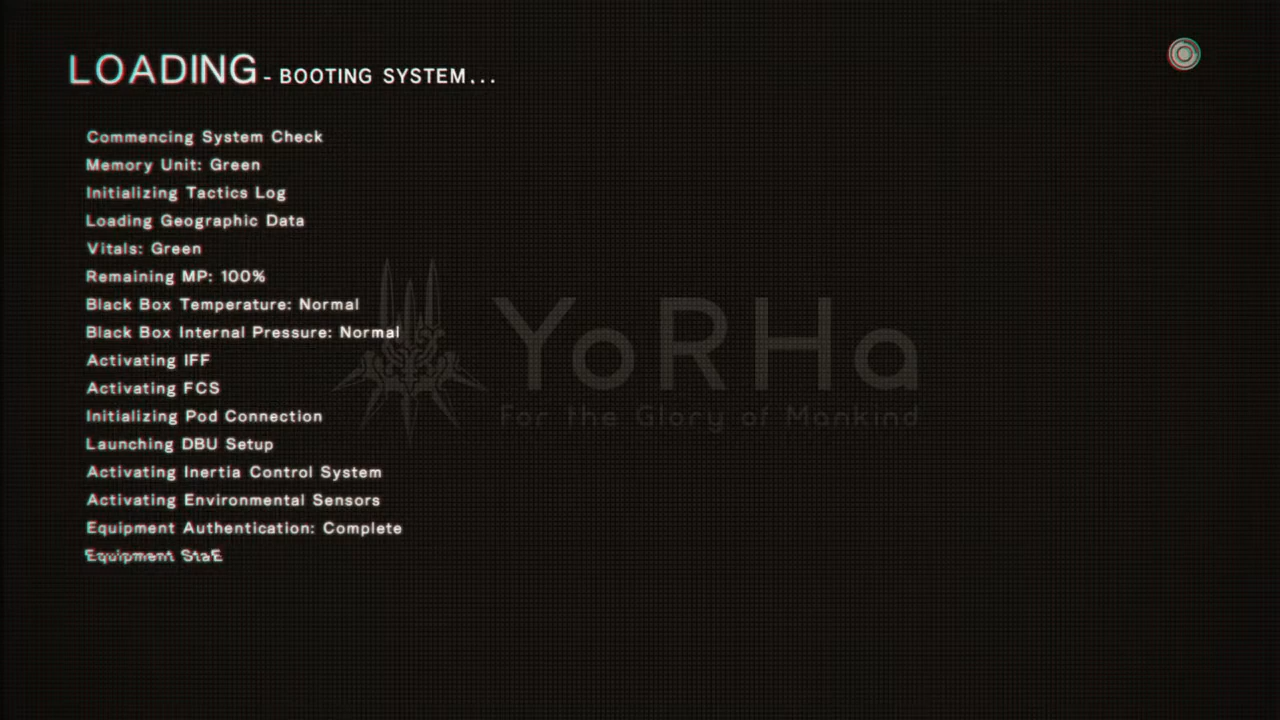 LOADING - BOOTING SYSTEM...
Commencing System Check
Memory Unit: Green
Initializing Tactics Log
Loading Geographic Data
Vitals: Green
Remaining MP: 100%
Black Box Temperature: Normal
Black Box Internal Pressure: Normal
Activating IFF
Activating FCS
Initializing Pod Connection
Launching DBU Setup
Activating Inertia Control System
Activating Environmental Sensors
Equipment Authentication: Complete
Equipment StaE
YoRHa
For the Glory of Mankind